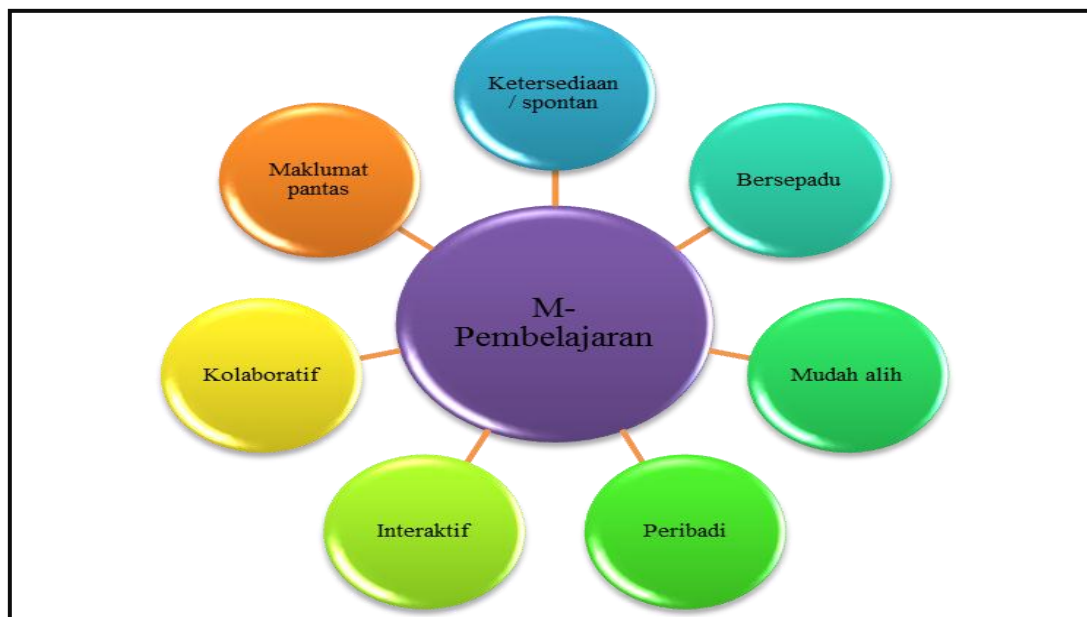 Ketersediaan
/ spontan
Bersepadu
Mudah alih
Peribadi
Interaktif
Kolaboratif
Maklumat
pantas
M-
Pembelajaran